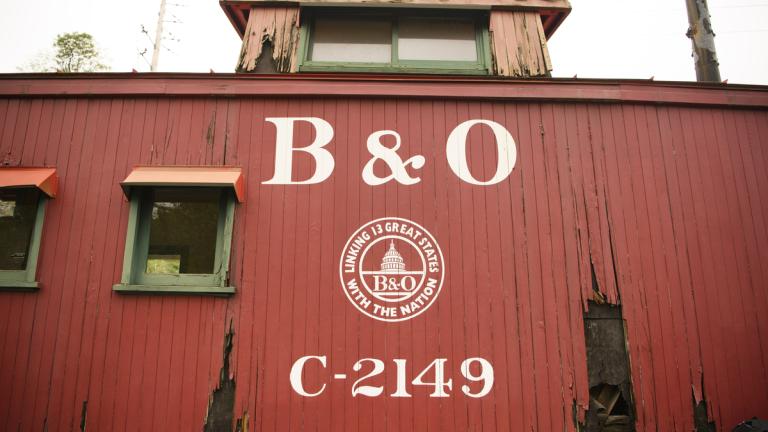 B&O
LINKING 13 GREAT STATES
B&O
WITH THE NATION
C-2149